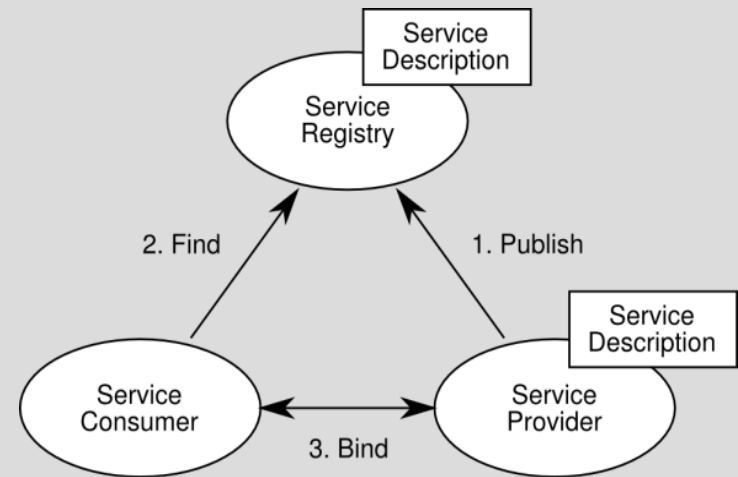 Service
Description
Service
Registry
2. Find
1. Publish
Service
Description
Service
Consumer
Service
Provider
3. Bind